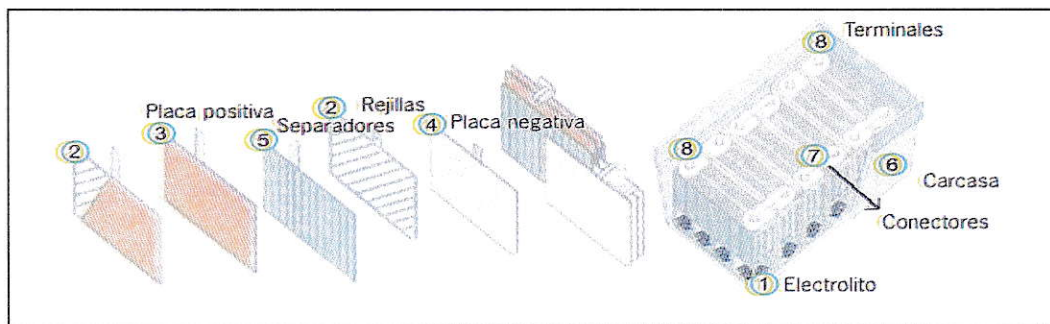 8 Terminales
2 Rejillas
Placa positiva
3
5 Separadores
4 Placa negativa
2
8
7
6
Carcasa
Conectores
1 Electrolito